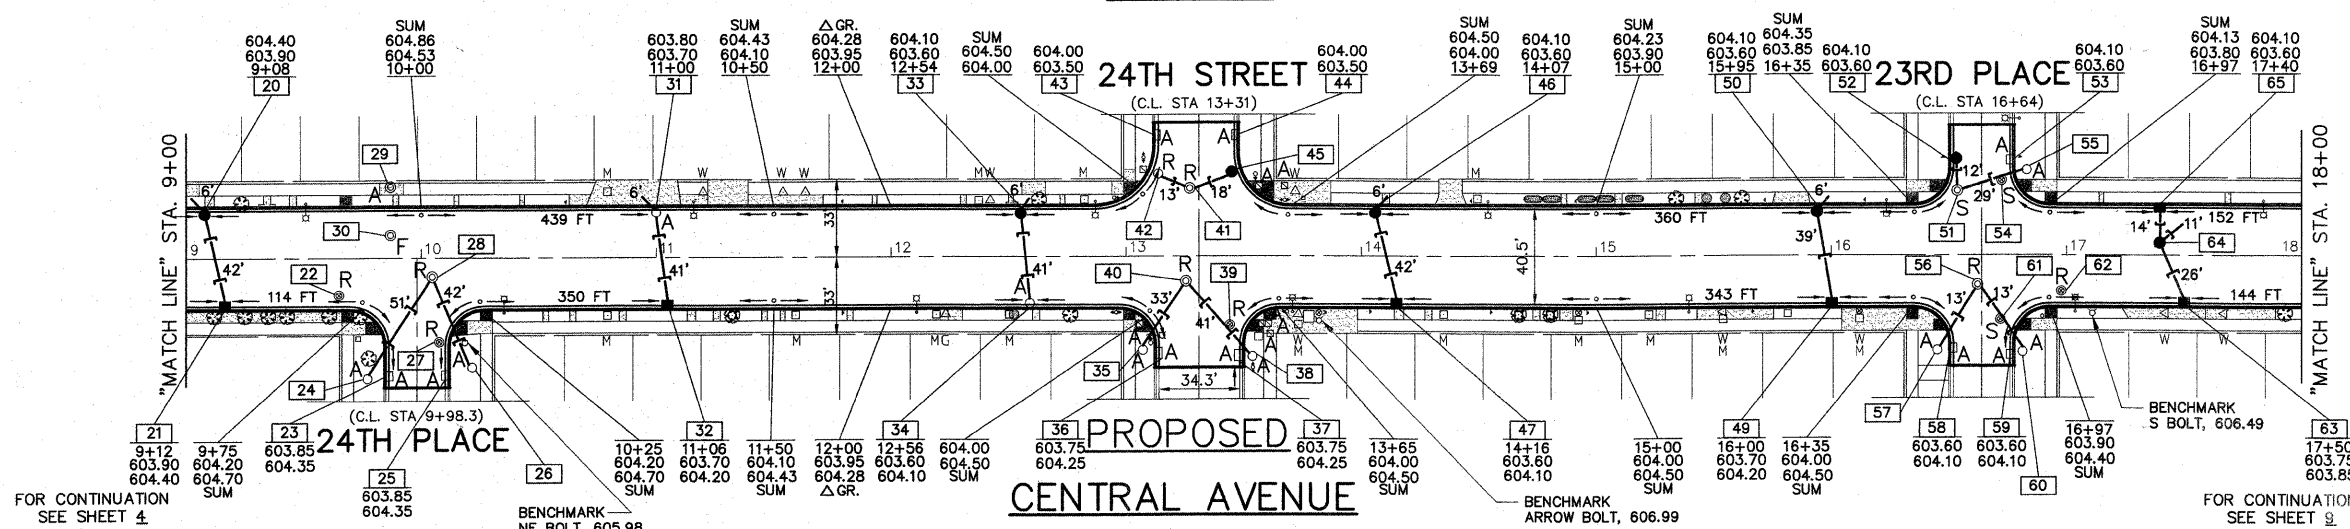 604.40
603.90
9+08
20
SUM
604.86
604.53
10+00
603.80
603.70
11+00
31
SUM
604.43
604.10
10+50
△GR.
604.28
603.95
12+00
604.10
603.60
12+54
33
SUM
604.50
604.00
604.00
603.50
43
24TH STREET
(C.L. STA 13+31)
604.00
603.50
44
SUM
604.50
604.00
13+69
604.10
603.60
14+07
46
SUM
604.23
603.90
15+00
604.10
603.60
15+95
50
SUM
604.35
603.85
16+35
604.10
603.60
52
23RD PLACE
(C.L. STA 16+64)
604.10
603.60
53
SUM
604.13
603.80
16+97
604.10
603.60
17+40
65
"MATCH LINE" STA. 9+00
29
A
6'
439 FT
6'
A
33'
6'
A
R
13'
R
18'
A
45
A
A
42
41
6'
360 FT
6'
12'
A
A
55
29'
S
S
51
54
14'
11'
152 FT
64
"MATCH LINE" STA. 18+00
M
W
W
W
MW
M
W
M
9
30
F
10
28
11
12
13
14
15
16
17
18
42'
22
R
R
114 FT
51'
42'
350 FT
41'
33'
41'
A
40
R
39
R
33'
41'
42'
40.5'
39'
343 FT
56
R
61
R
62
13'
13'
S
26'
144 FT
24
27
R
A
A
A
A
26
35
A
A
34.3'
A
A
A
38
57
A
A
A
A
60
M
M
MG
M
W
M
M
M
W
M
W
M
W
W
(C.L. STA 9+98.3)
24TH PLACE
21
9+12
603.90
604.40
9+75
604.20
604.70
SUM
23
603.85
604.35
25
603.85
604.35
10+25
604.20
604.70
SUM
32
11+06
603.70
604.20
11+50
604.10
604.43
SUM
12+00
603.95
604.28
△GR.
34
12+56
603.60
604.10
604.00
604.50
SUM
36
603.75
604.25
PROPOSED
37
603.75
604.25
13+65
604.00
604.50
SUM
47
14+16
603.60
604.10
15+00
604.00
604.50
SUM
49
16+00
603.70
604.20
16+35
604.00
604.50
SUM
58
603.60
604.10
59
603.60
604.10
16+97
603.90
604.40
SUM
BENCHMARK
S BOLT, 606.49
63
17+50
603.75
603.85
FOR CONTINUATION
SEE SHEET 4
BENCHMARK
NE BOLT, 605.98
CENTRAL AVENUE
BENCHMARK
ARROW BOLT, 606.99
FOR CONTINUATION
SEE SHEET 9